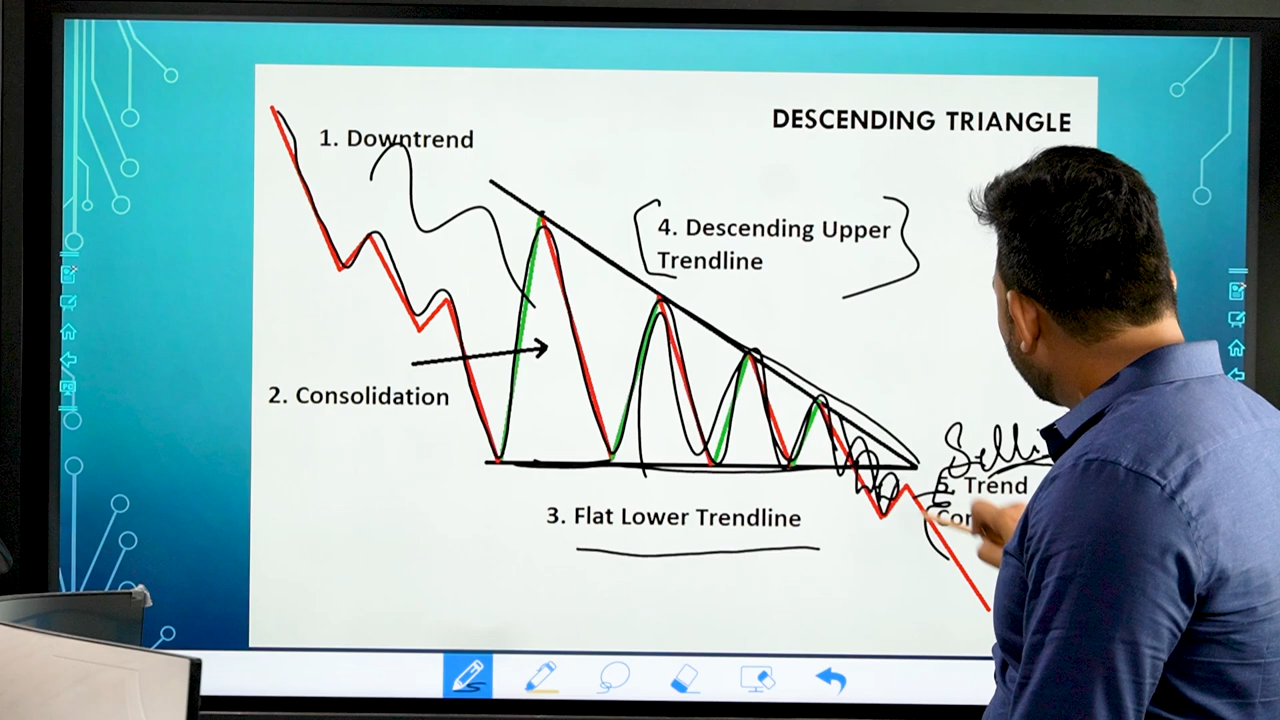 DESCENDING TRIANGLE
1. Downtrend
4. Descending Upper
Trendline
2. Consolidation
5. Trend
3. Flat Lower Trendline